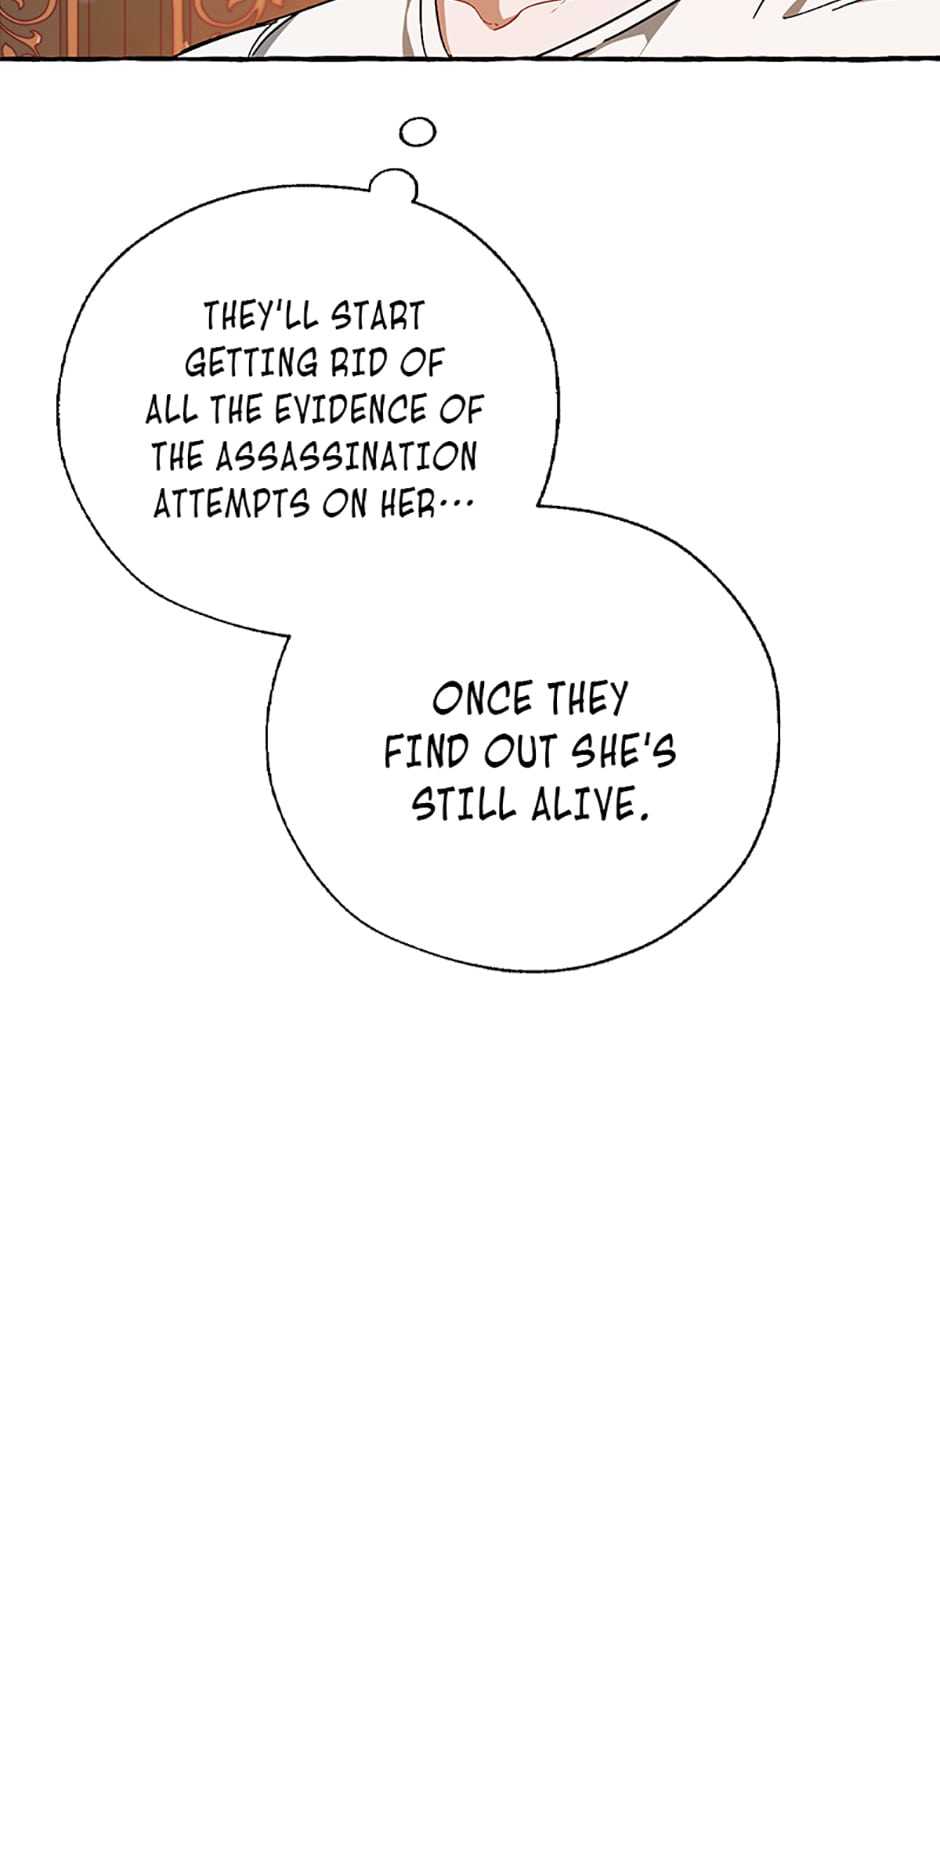 THEY'LL START
GETTING RID OF
ALL THE EVIDENCE OF
THE ASSASSINATION
ATTEMPTS ON HER...
ONCE THEY
FIND OUT SHE'S
STILL ALIVE.